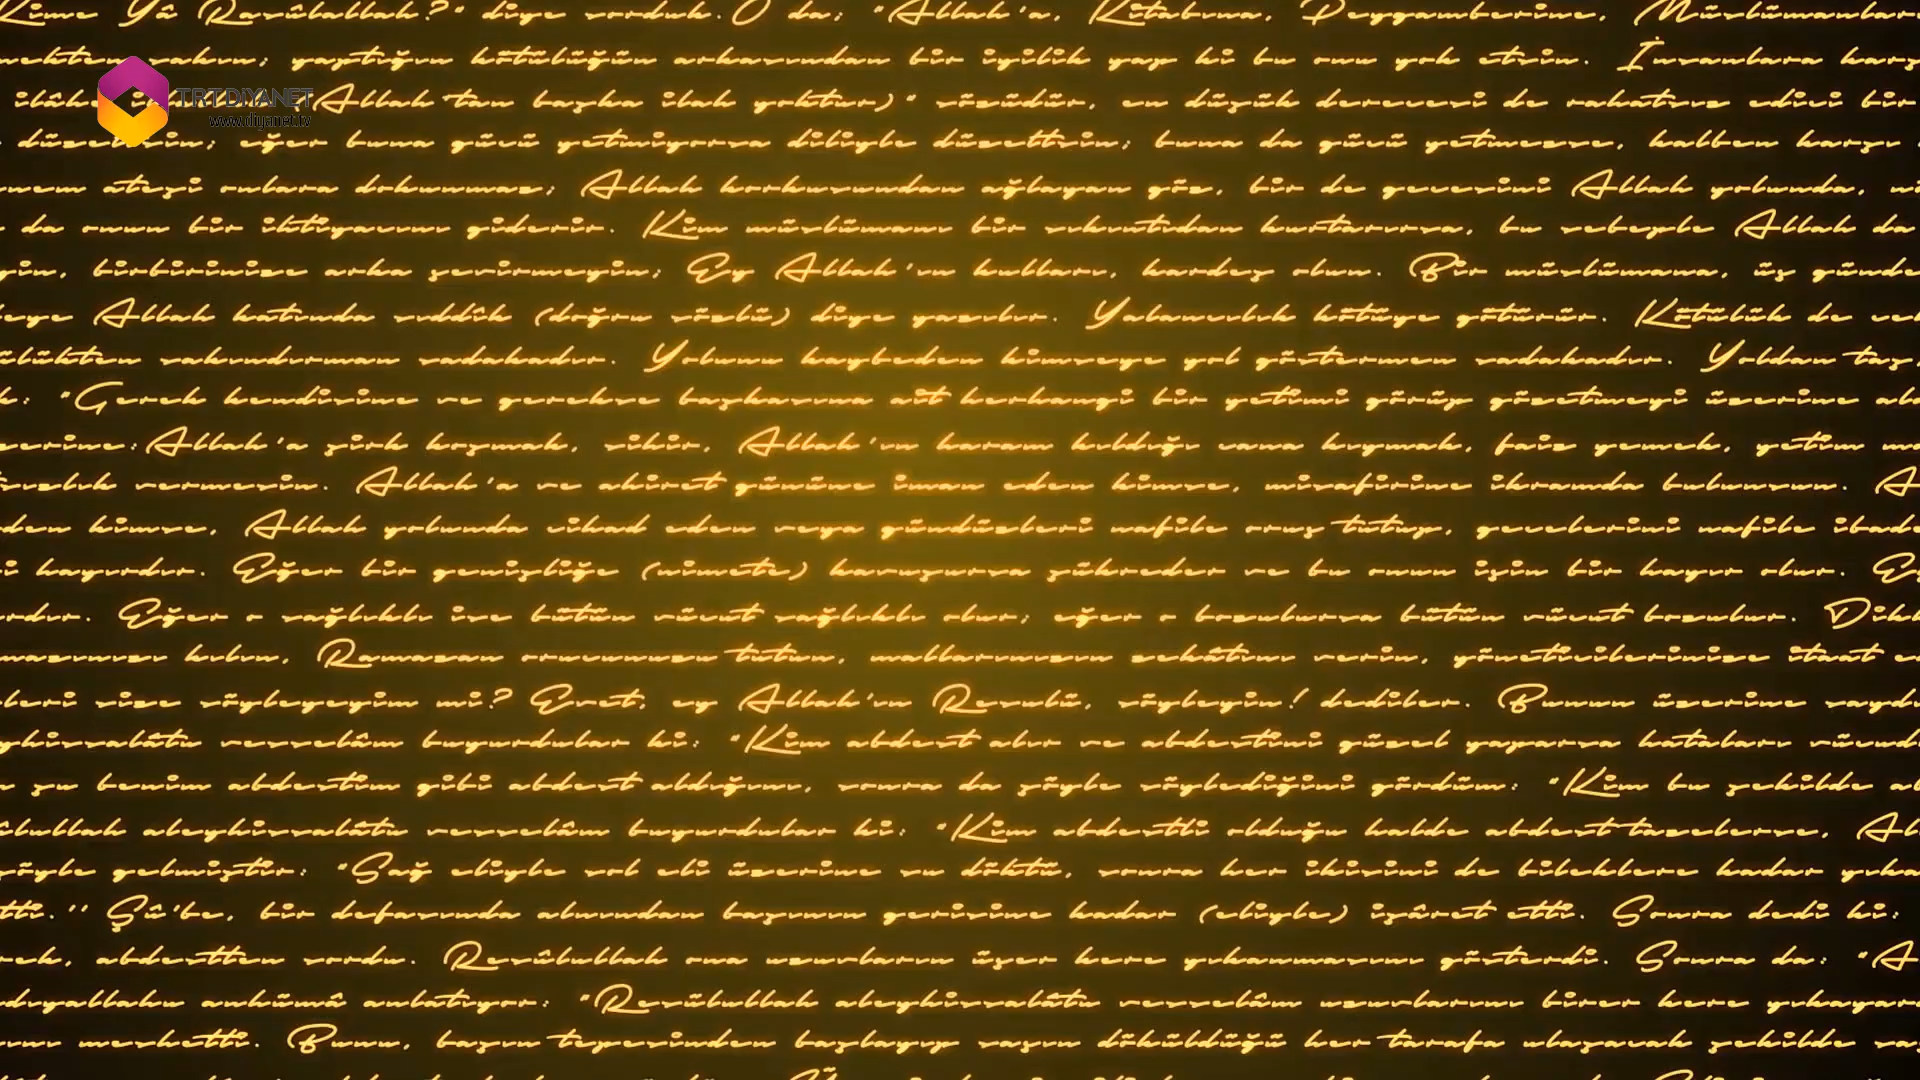 Kime Yâ Rasûlallah?" diye sorduk. O da; "Allah'a, Kitabına, Peygamberine, Müslümanların
yakın; yaptığın kötülüğün arkasından bir iyilik yap ki bu onu yok etsin. İnsanlara karşı
TRT DİYANET
www.diyanet.tv
ilâhe (Allah'tan başka ilah yoktur)" sözüdür, en düşük derecesi de rahatsız edici bir
düzeltsin; eğer buna gücü yetmiyorsa diliyle düzeltsin; buna da gücü yetmezse, kalben karşı
ateşi onlara dokunmaz: Allah korkusundan ağlayan göz, bir de gecesini Allah yolunda,
da onun bir ihtiyacını giderir. Kim müslümanı bir sıkıntıdan kurtarırsa, bu sebeple Allah da
birbirinize arka çevirmeyin; Ey Allah'ın kulları, kardeş olun. Bir müslümana, üç günden
Allah katında sıddîk (doğru sözlü) diye yazılır. Yalancılık kötüye götürür. Kötülük de
sakındırman sadakadır. Yolunu kaybeden kimseye yol göstermen sadakadır. Yoldan taş,
"Gerek kendisine ve gerekse başkasına ait herhangi bir yetimi görüp gözetmeyi üzerine
Allah'a şirk koşmak, sihir, Allah'ın haram kıldığı cana kıymak, faiz yemek, yetim
vermesin. Allah'a ve ahiret gününe iman eden kimse, misafirine ikramda bulunsun.
eden kimse, Allah yolunda cihad eden veya gündüzleri nafile oruç tutup, gecelerini nafile
hayırdır. Eğer bir genişliğe (nimete) kavuşursa şükreder ve bu onun için bir hayır olur.
Eğer o sağlıklı ise bütün vücut sağlıklı olur; eğer o bozulursa bütün vücut bozulur.
kılın, Ramazan orucunuzu tutun, mallarınızın zekâtını verin, yöneticilerinize itaat
size söyleyeyim mi? Evet, ey Allah'ın Resulü, söyleyin! dediler. Bunun üzerine
vesselâm buyurdular ki: "Kim abdest alır ve abdestini güzel yaparsa hataları
şu benim abdestim gibi abdest aldığını, sonra da şöyle söylediğini gördüm: "Kim bu şekilde
aleyhissalâtu vesselâm buyurdular ki: "Kim abdestli olduğu halde abdest tazelerse,
şöyle gelmiştir: "Sağ eliyle sol eli üzerine su döktü, sonra her ikisini de bileklere kadar
Şû'be, bir defasında alnından başının gerisine kadar (eliyle) işâret etti. Sonra dedi ki:
abdestten sordu. Resûlullah ona uzuvların üçer kere yıkanmasını gösterdi. Sonra da:
anhümâ anlatıyor: "Resûlullah aleyhissalâtu vesselâm uzuvlarını birer kere
meshetti. Bunu, başın tepesinden başlayıp saçın döküldüğü her tarafa ulaşacak şekilde